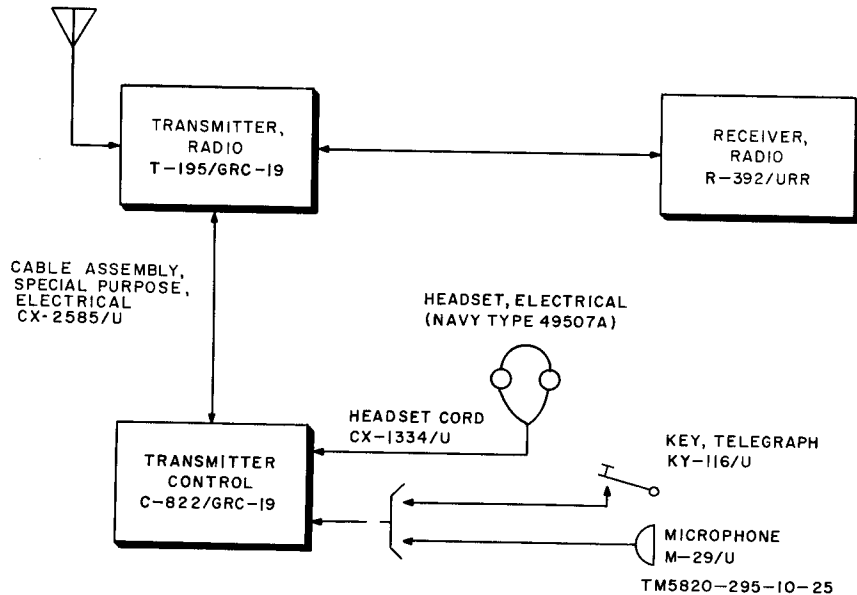 TRANSMITTER,
RADIO
T-195/GRC-19
RECEIVER,
RADIO
R-392/URR
CABLE ASSEMBLY,
SPECIAL PURPOSE,
ELECTRICAL
CX-2585/U
HEADSET, ELECTRICAL
(NAVY TYPE 49507A)
HEADSET CORD
CX-1334/U
TRANSMITTER
CONTROL
C-822/GRC-19
KEY, TELEGRAPH
KY-116/U
MICROPHONE
M-29/U
TM5820-295-10-25